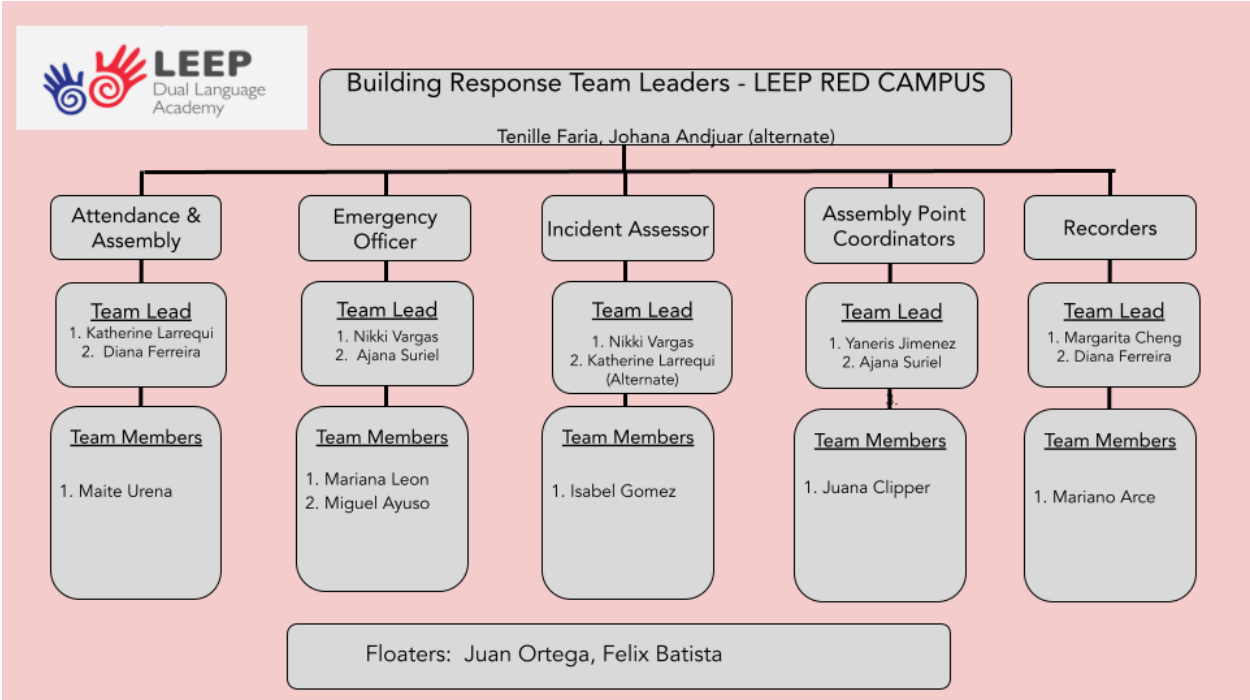 LEEP
Dual Language
Academy
Building Response Team Leaders - LEEP RED CAMPUS
Tenille Faria, Johana Andjuar (alternate)
Attendance &
Assembly
Team Lead
1. Katherine Larrequi
2. Diana Ferreira
Team Members
1. Maite Urena
Emergency
Officer
Team Lead
1. Nikki Vargas
2. Ajana Suriel
Team Members
1. Mariana Leon
2. Miguel Ayuso
Incident Assessor
Team Lead
1. Nikki Vargas
2. Katherine Larrequi
(Alternate)
Team Members
1. Isabel Gomez
Assembly Point
Coordinators
Team Lead
1. Yaneris Jimenez
2. Ajana Suriel
3.
Team Members
1. Juana Clipper
Recorders
Team Lead
1. Margarita Cheng
2. Diana Ferreira
Team Members
1. Mariano Arce
Floaters: Juan Ortega, Felix Batista